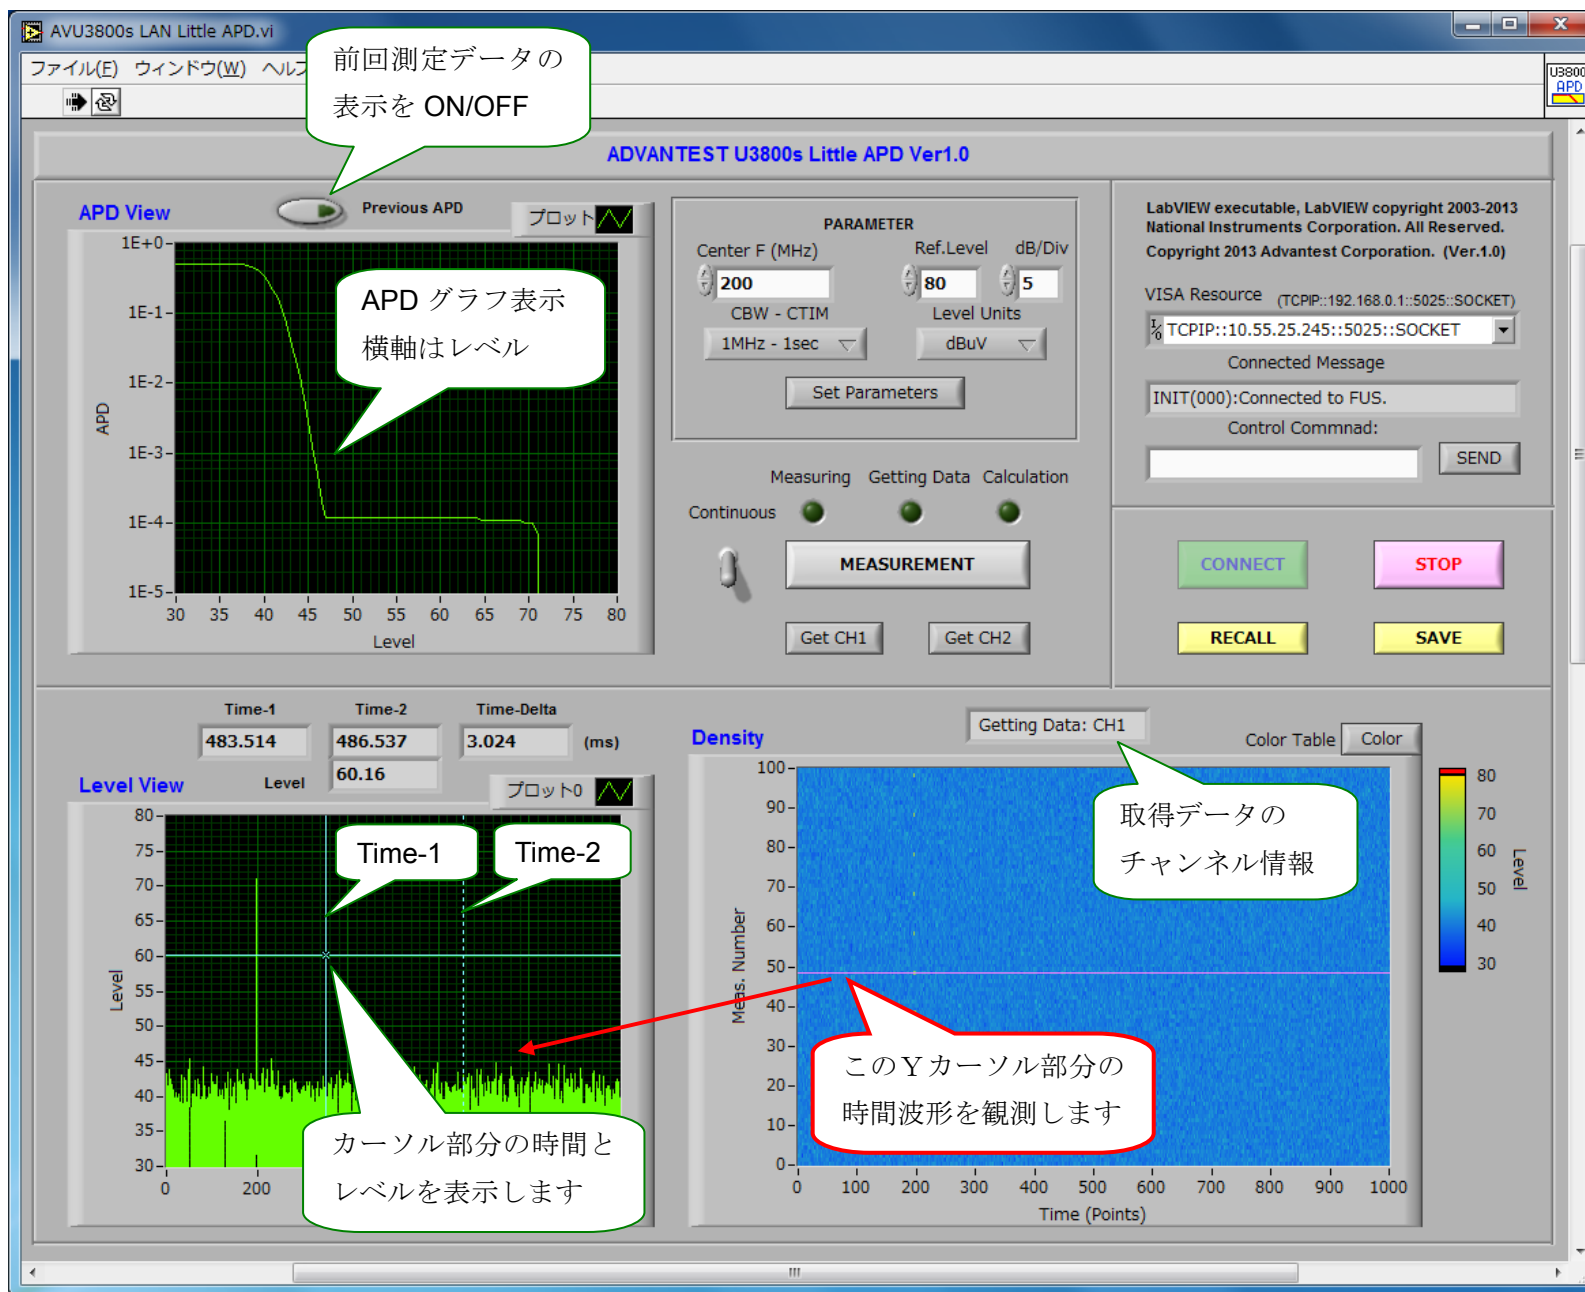 AVU3800s LAN Little APD.vi
ファイル(F) ウィンドウ(W) ヘルプ
前回測定データの
表示を ON/OFF
U3800
APD
ADVANTEST U3800s Little APD Ver1.0
APD View
Previous APD
プロット
1E+0
1E-1
1E-2
1E-3
1E-4
1E-5
APD
30 35 40 45 50 55 60 65 70 75 80
Level
APD グラフ表示
横軸はレベル
PARAMETER
Center F (MHz) Ref.Level dB/Div
200 80 5
CBW - CTIM Level Units
1MHz - 1sec dBuV
Set Parameters
Measuring Getting Data Calculation
Continuous
MEASUREMENT
Get CH1 Get CH2
LabVIEW executable, LabVIEW copyright 2003-2013
National Instruments Corporation. All Reserved.
Copyright 2013 Advantest Corporation. (Ver.1.0)
VISA Resource (TCPIP::192.168.0.1::5025::SOCKET)
TCPIP::10.55.25.245::5025::SOCKET
Connected Message
INIT(000):Connected to FUS.
Control Commnad:
SEND
CONNECT STOP
RECALL SAVE
Time-1 Time-2 Time-Delta
483.514 486.537 3.024 (ms)
Level 60.16
Level View
プロット0
80
75
70
65
60
55
50
45
40
35
30
Level
0 200
Time-1
Time-2
カーソル部分の時間と
レベルを表示します
Density
Getting Data: CH1
Color Table Color
100
90
80
70
60
50
40
30
20
10
0
Meas. Number
0 100 200 300 400 500 600 700 800 900 1000
Time (Points)
取得データの
チャンネル情報
このＹカーソル部分の
時間波形を観測します
80
70
60
50
40
30
Level